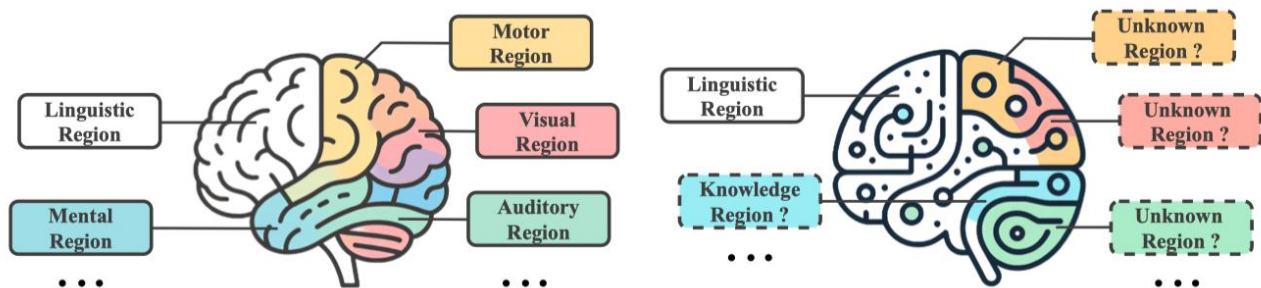 Motor
Region
Linguistic
Region
Visual
Region
Mental
Region
Auditory
Region
• • •
• • •
Unknown
Region ?
Linguistic
Region
Unknown
Region ?
Knowledge
Region ?
Unknown
Region ?
• • •
• • •